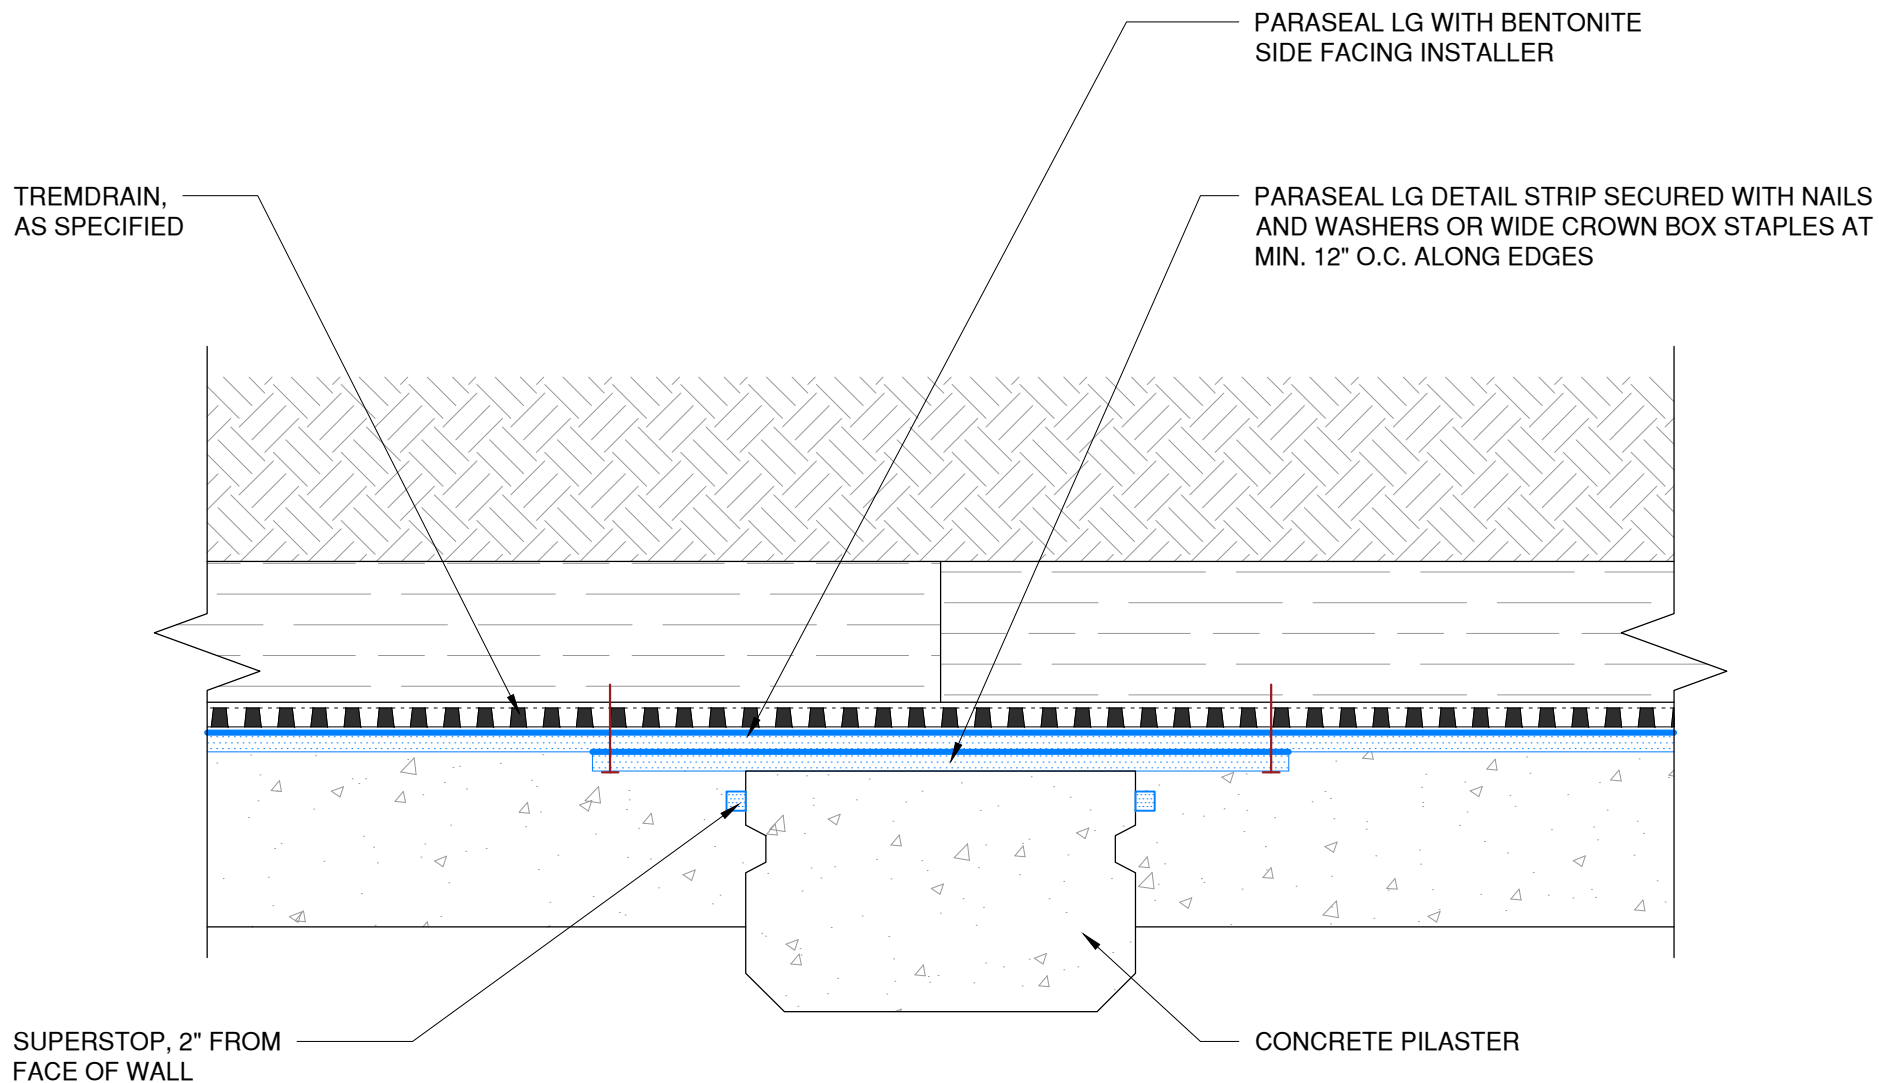 PARASEAL LG WITH BENTONITE
SIDE FACING INSTALLER
TREMDRAIN,
AS SPECIFIED
PARASEAL LG DETAIL STRIP SECURED WITH NAILS
AND WASHERS OR WIDE CROWN BOX STAPLES AT
MIN. 12" O.C. ALONG EDGES
SUPERSTOP, 2" FROM
FACE OF WALL
CONCRETE PILASTER